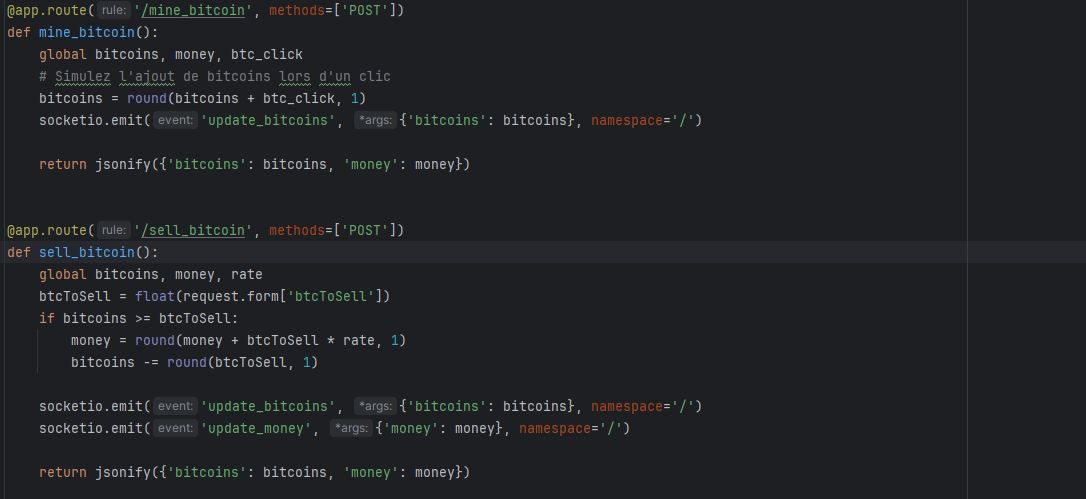 @app.route( rule: '/mine_bitcoin', methods=['POST'])
def mine_bitcoin():
    global bitcoins, money, btc_click
    # Simulez l'ajout de bitcoins lors d'un clic
    bitcoins = round(bitcoins + btc_click, 1)
    socketio.emit( event: 'update_bitcoins', *args: {'bitcoins': bitcoins}, namespace='/')
    return jsonify({'bitcoins': bitcoins, 'money': money})
@app.route( rule: '/sell_bitcoin', methods=['POST'])
def sell_bitcoin():
    global bitcoins, money, rate
    btcToSell = float(request.form['btcToSell'])
    if bitcoins >= btcToSell:
        money = round(money + btcToSell * rate, 1)
        bitcoins -= round(btcToSell, 1)
    socketio.emit( event: 'update_bitcoins', *args: {'bitcoins': bitcoins}, namespace='/')
    socketio.emit( event: 'update_money', *args: {'money': money}, namespace='/')
    return jsonify({'bitcoins': bitcoins, 'money': money})